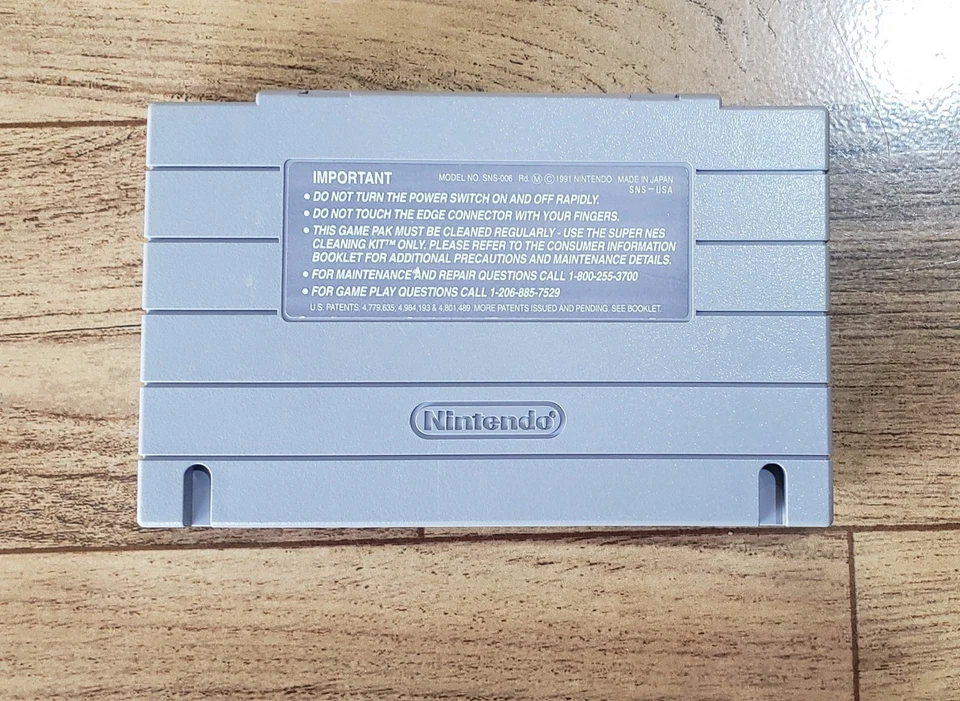 IMPORTANT MODEL NO. SNS-006 Rd. Ⓜ Ⓒ 1991 NINTENDO MADE IN JAPAN
SNS-USA
• DO NOT TURN THE POWER SWITCH ON AND OFF RAPIDLY.
• DO NOT TOUCH THE EDGE CONNECTOR WITH YOUR FINGERS.
• THIS GAME PAK MUST BE CLEANED REGULARLY - USE THE SUPER NES
CLEANING KIT™ ONLY. PLEASE REFER TO THE CONSUMER INFORMATION
BOOKLET FOR ADDITIONAL PRECAUTIONS AND MAINTENANCE DETAILS.
• FOR MAINTENANCE AND REPAIR QUESTIONS CALL 1-800-255-3700
• FOR GAME PLAY QUESTIONS CALL 1-206-885-7529
U.S. PATENTS: 4,779,635; 4,984,193 & 4,801,489. MORE PATENTS ISSUED AND PENDING. SEE BOOKLET.
Nintendo®